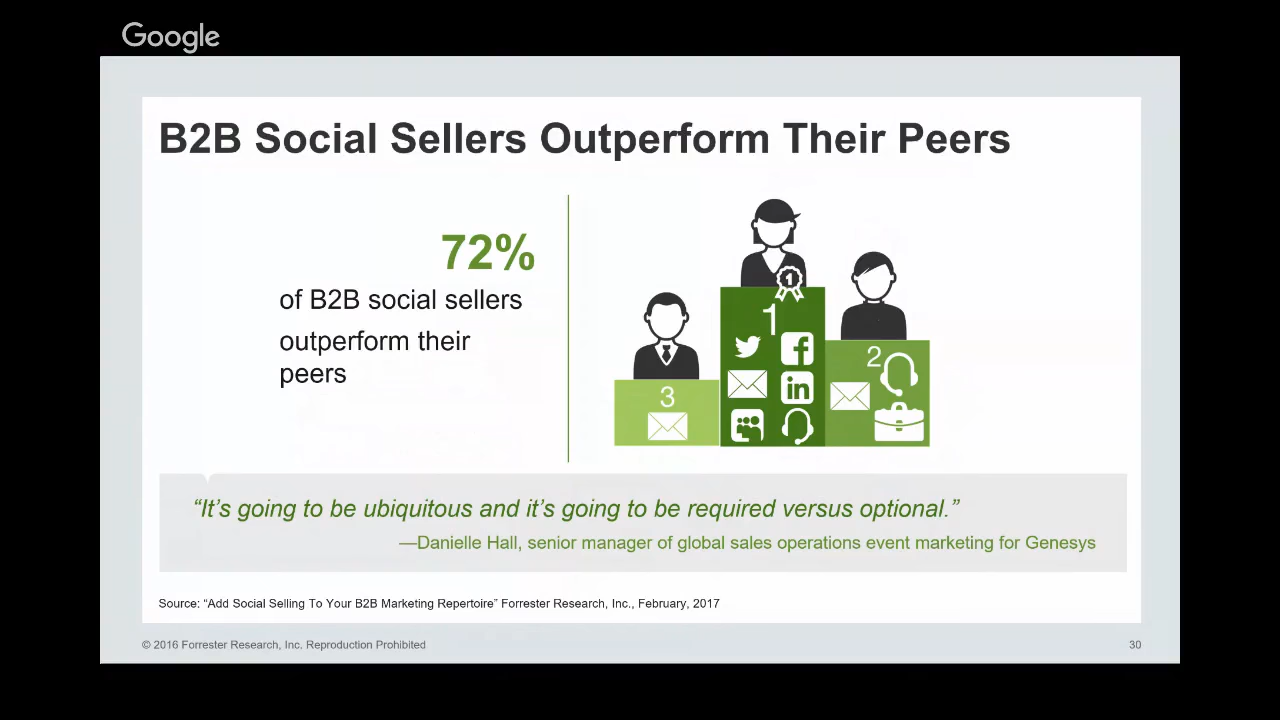 Google
B2B Social Sellers Outperform Their Peers
72%
of B2B social sellers
outperform their
peers
1
2
3
1
“It’s going to be ubiquitous and it’s going to be required versus optional.”
—Danielle Hall, senior manager of global sales operations event marketing for Genesys
Source: “Add Social Selling To Your B2B Marketing Repertoire” Forrester Research, Inc., February, 2017
© 2016 Forrester Research, Inc. Reproduction Prohibited
30